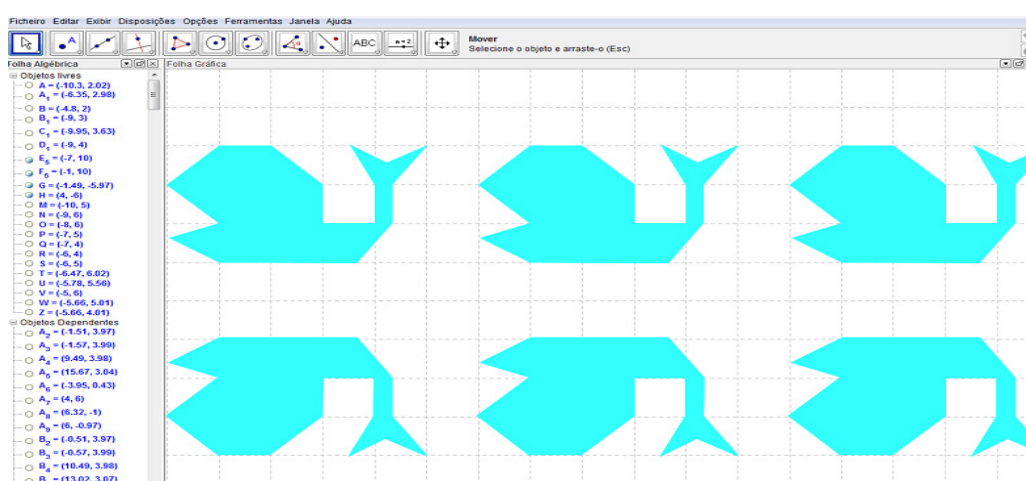 Ficheiro Editar Exibir Disposições Opções Ferramentas Janela Ajuda
A
ABC
a=2
Mover
Selecione o objeto e arraste-o (Esc)
Folha Algébrica
Folha Gráfica
Objetos livres
A = (-10.3, 2.02)
A₁ = (-6.35, 2.98)
B = (-4.8, 2)
B₁ = (-9, 3)
C₁ = (-9.95, 3.63)
D₁ = (-9, 4)
E₅ = (-7, 10)
F₅ = (-1, 10)
G = (-1.49, -5.97)
H = (4, -6)
M = (-10, 5)
N = (-9, 6)
O = (-8, 6)
P = (-7, 5)
Q = (-7, 4)
R = (-6, 4)
S = (-6, 5)
T = (-6.47, 6.02)
U = (-5.78, 5.56)
V = (-5, 6)
W = (-5.66, 5.01)
Z = (-5.66, 4.01)
Objetos Dependentes
A₂ = (-1.51, 3.97)
A₃ = (-1.57, 3.99)
A₄ = (9.49, 3.98)
A₅ = (15.67, 3.04)
A₆ = (-3.95, 0.43)
A₇ = (4, 6)
A₈ = (6.32, -1)
A₉ = (6, -0.97)
B₂ = (-0.51, 3.97)
B₃ = (-0.57, 3.99)
B₄ = (10.49, 3.98)
= (13.02, 3.07)